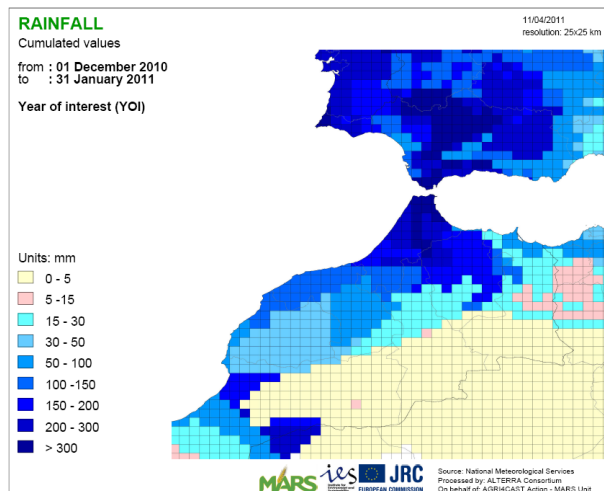 RAINFALL
Cumulated values
from : 01 December 2010
to : 31 January 2011
Year of interest (YOI)
11/04/2011
resolution: 25x25 km
Units: mm
0 - 5
5 -15
15 - 30
30 - 50
50 - 100
100 -150
150 - 200
200 - 300
> 300
MARS
ies
JRC
EUROPEAN COMMISSION
Source: National Meteorological Services
Processed by: ALTERRA Consortium
On behalf of: AGRI4CAST Action - MARS Unit